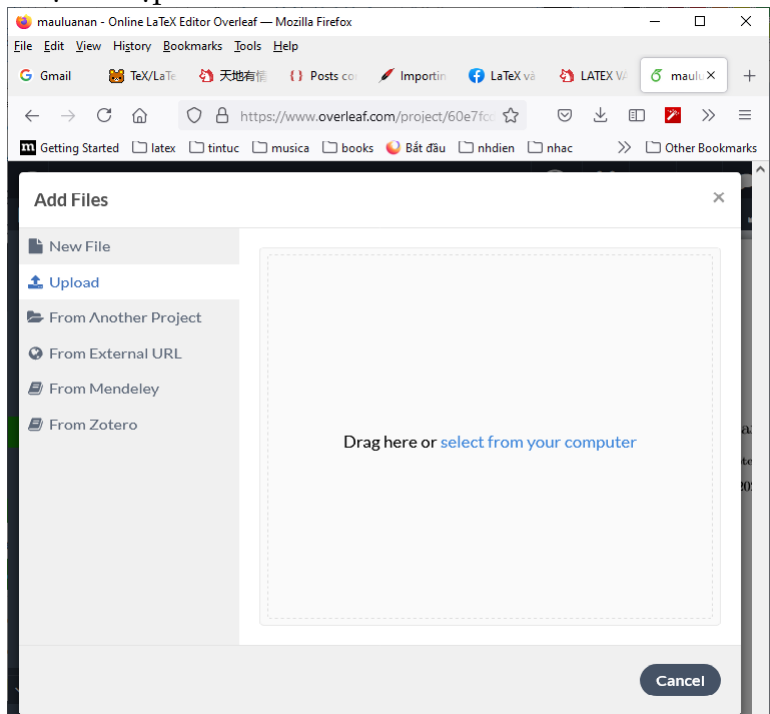 mauluanan - Online LaTeX Editor Overleaf — Mozilla Firefox
File Edit View History Bookmarks Tools Help
Gmail TeX/LaTe 天地有情 {} Posts co Importin LaTeX và LATEX V maulu
https://www.overleaf.com/project/60e7fc
Getting Started latex tintuc musica books Bắt đầu nhdien nhac Other Bookmarks
Add Files
New File
Upload
From Another Project
From External URL
From Mendeley
From Zotero
Drag here or select from your computer
Cancel